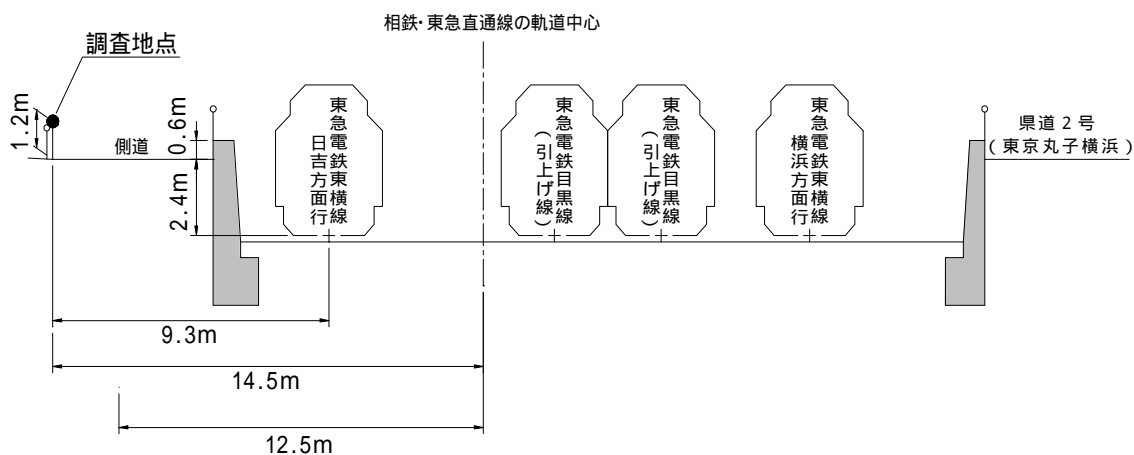 相鉄・東急直通線の軌道中心
調査地点
1.2m
側道
0.6m
2.4m
東急電鉄東横線
日吉方面行
東急電鉄目黒線
(引上げ線)
東急電鉄目黒線
(引上げ線)
東急電鉄東横線
横浜方面行
県道2号
(東京丸子横浜)
9.3m
14.5m
12.5m